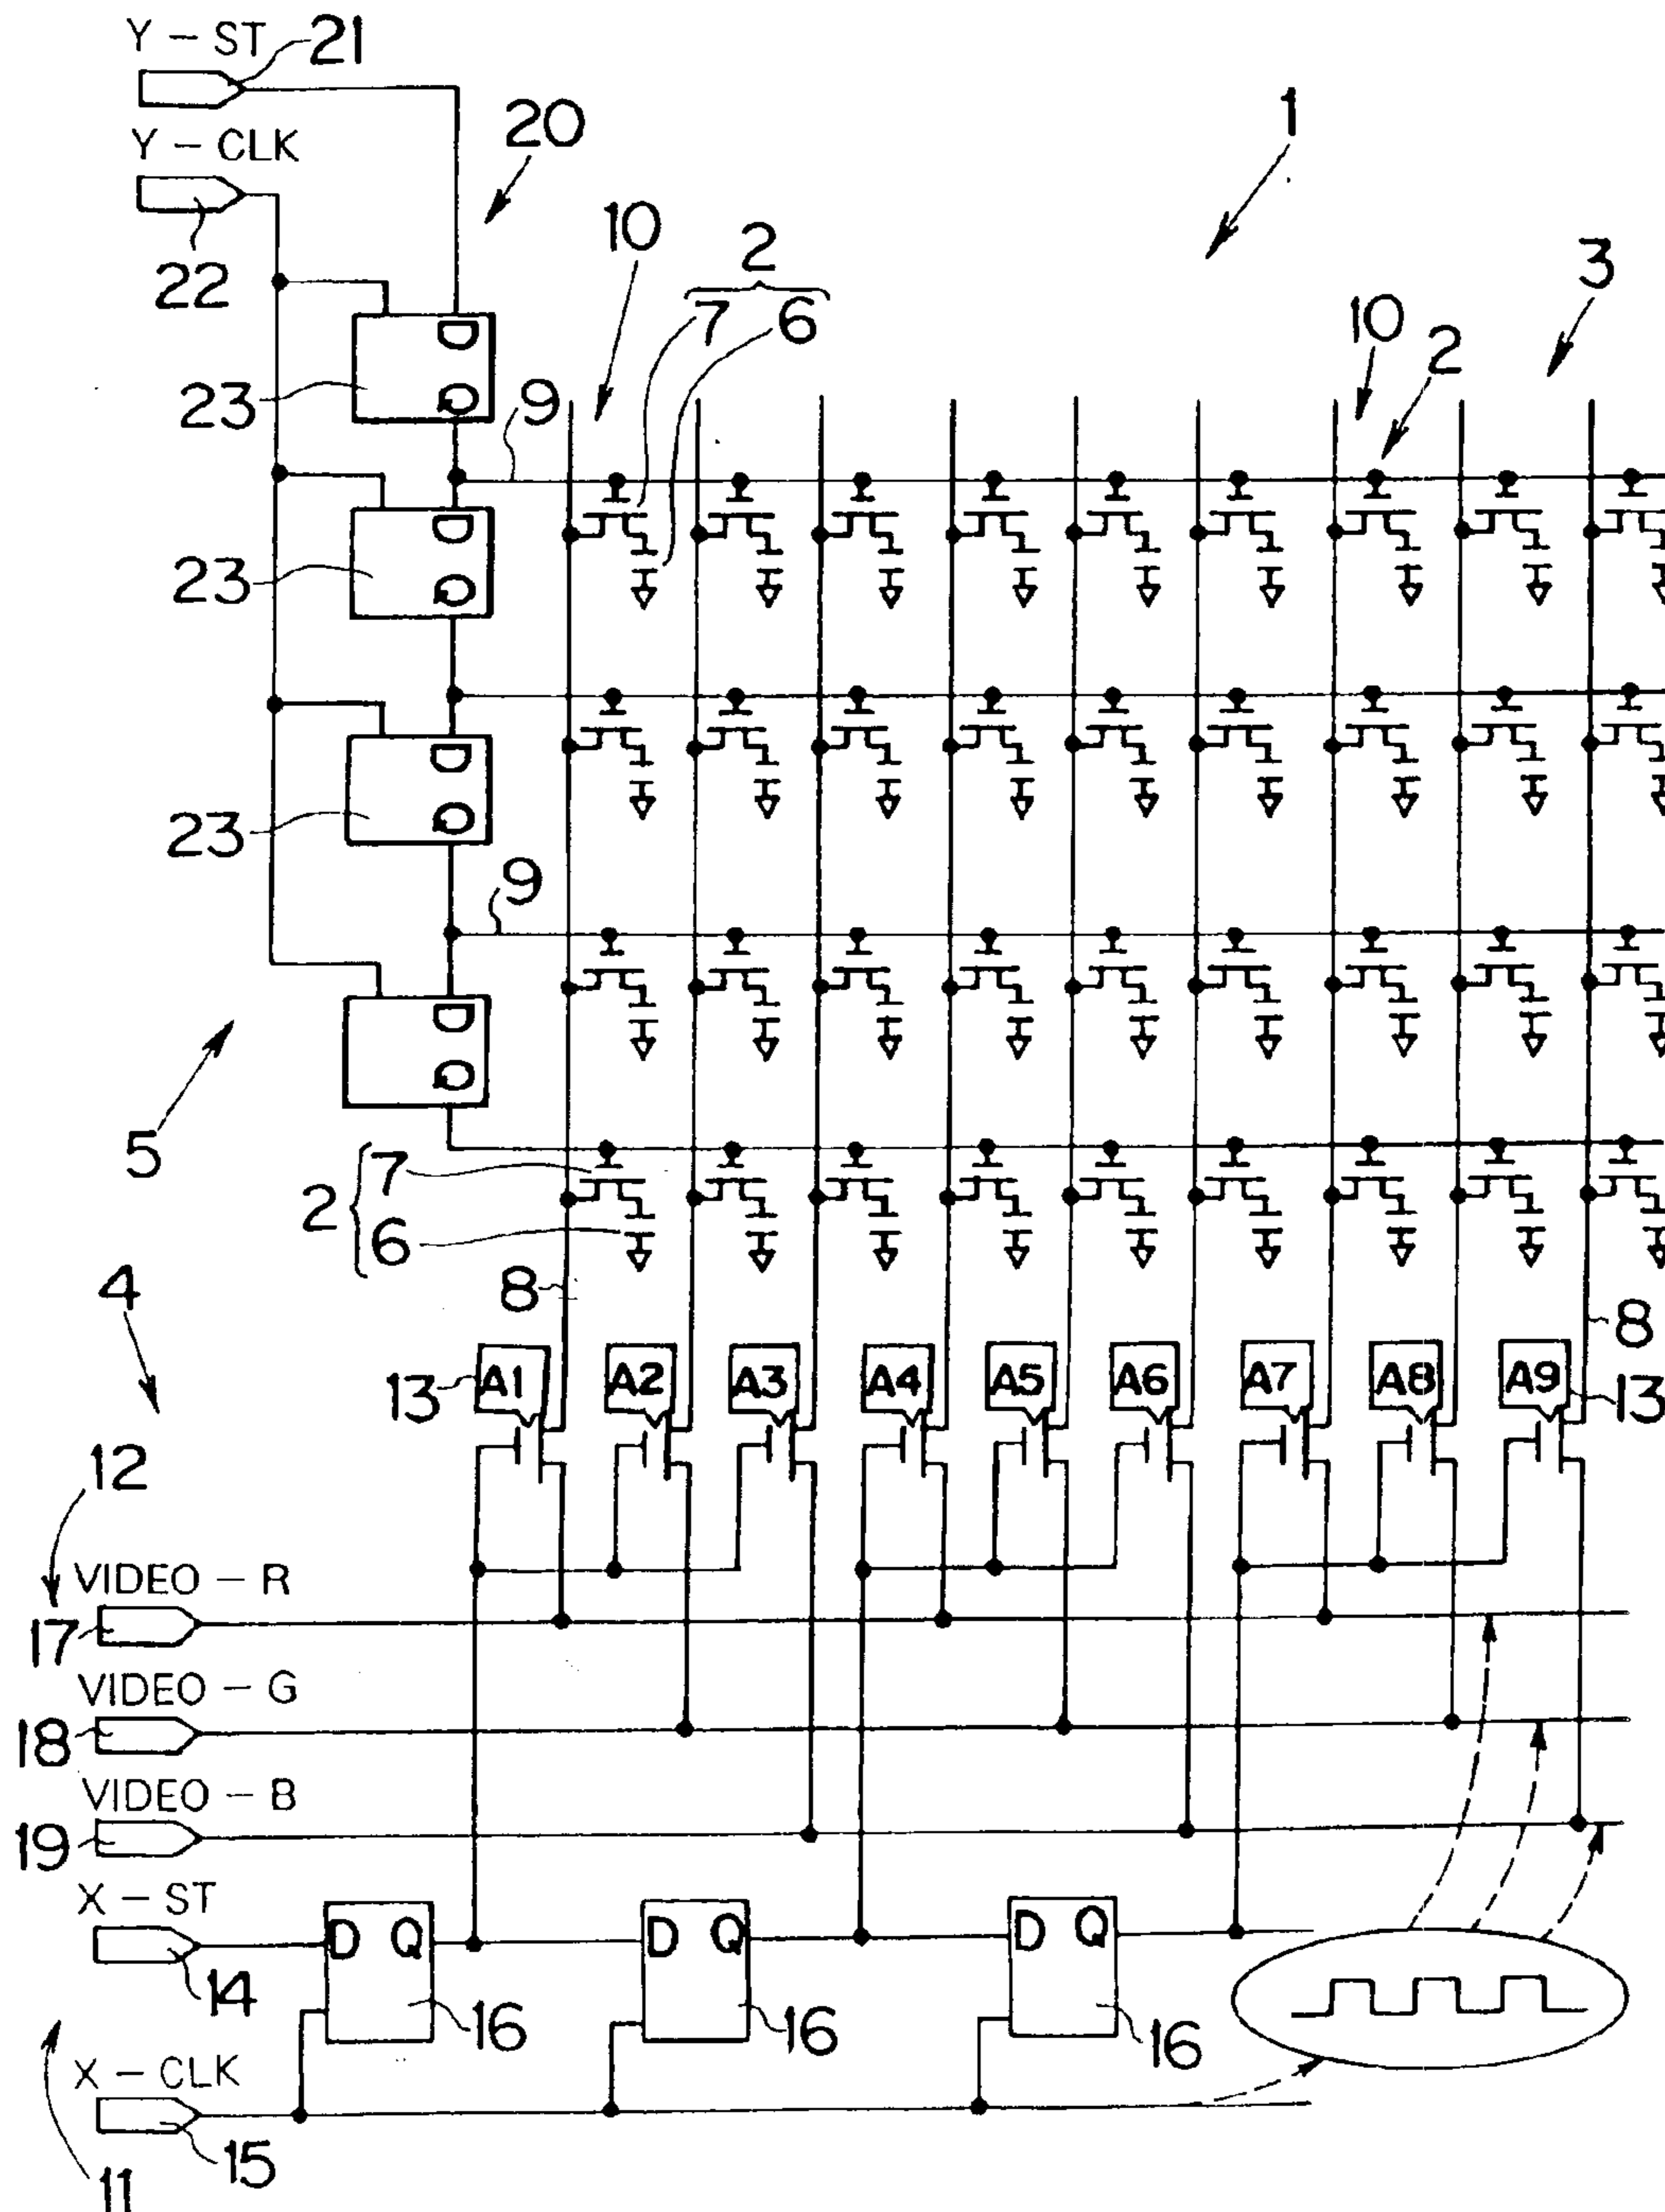 Y – ST 21
Y – CLK 20 1
22 10 2 3
7 6 10 2
D
Q
23 9
D
Q
23
D
Q
23
9
D
Q
5
2 7
6
8
4
8
13 A1 A2 A3 A4 A5 A6 A7 A8 A9 13
12
VIDEO – R
17
VIDEO – G
18
VIDEO – B
19
X – ST
D Q D Q D Q
14 16 16 16
X – CLK
15
11